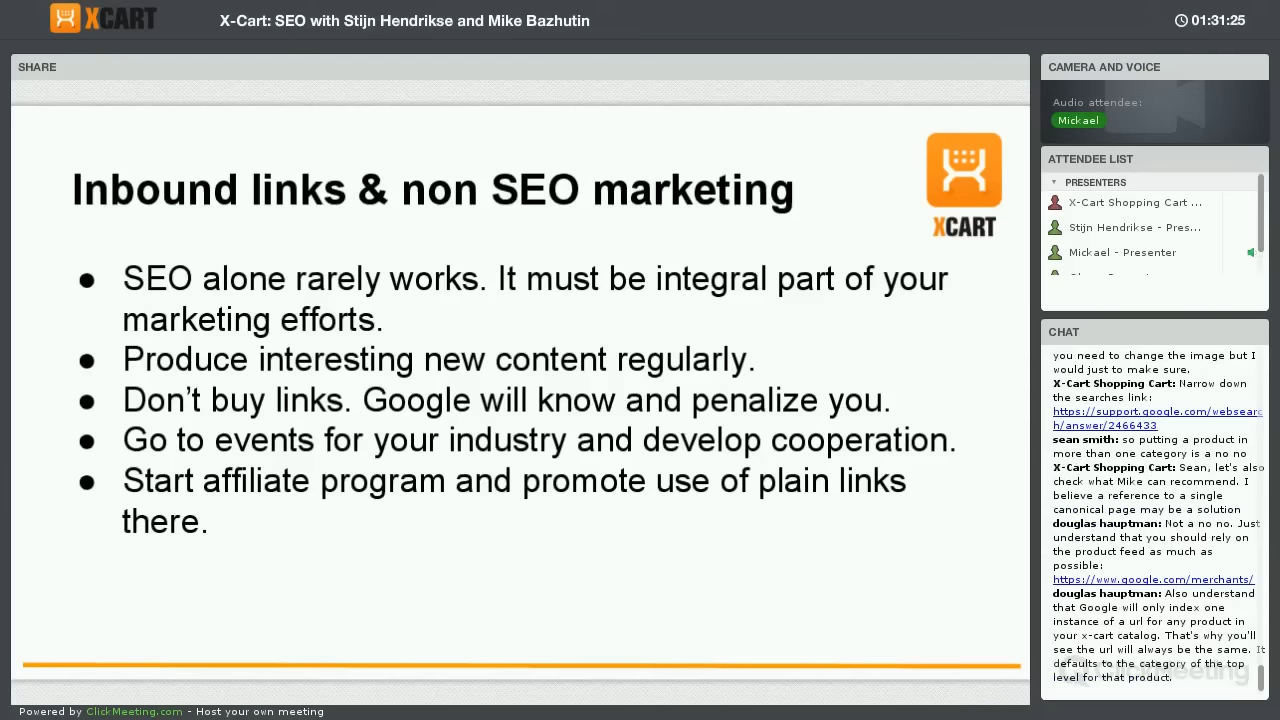 XCART
X-Cart: SEO with Stijn Hendrikse and Mike Bazhutin
01:31:25
SHARE
Inbound links & non SEO marketing
XCART
● SEO alone rarely works. It must be integral part of your
marketing efforts.
● Produce interesting new content regularly.
● Don’t buy links. Google will know and penalize you.
● Go to events for your industry and develop cooperation.
● Start affiliate program and promote use of plain links
there.
CAMERA AND VOICE
Audio attendee:
Mickael
ATTENDEE LIST
PRESENTERS
X-Cart Shopping Cart ...
Stijn Hendrikse - Pres...
Mickael - Presenter
CHAT
you need to change the image but I
would just to make sure.
X-Cart Shopping Cart: Narrow down
the searches link:
https://support.google.com/websearc
h/answer/2466433
sean smith: so putting a product in
more than one category is a no no
X-Cart Shopping Cart: Sean, let's also
check what Mike can recommend. I
believe a reference to a single
canonical page may be a solution
douglas hauptman: Not a no no. Just
understand that you should rely on
the product feed as much as
possible:
https://www.google.com/merchants/
douglas hauptman: Also understand
that Google will only index one
instance of a url for any product in
your x-cart catalog. That's why you'll
see the url will always be the same. It
defaults to the category of the top
level for that product.
Powered by ClickMeeting.com - Host your own meeting